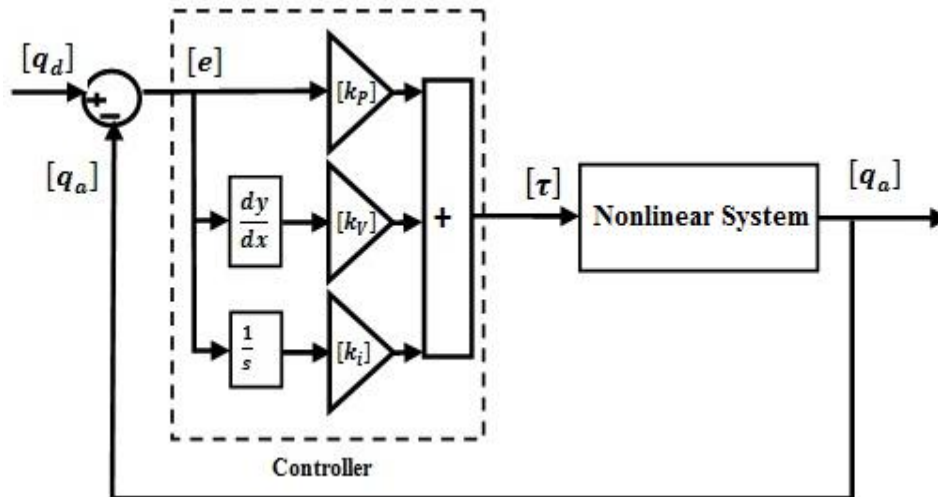 [q_d]
[e]
[k_P]
+
−
[q_a]
dy
dx
[k_V]
+
[τ]
Nonlinear System
[q_a]
1
s
[k_i]
Controller